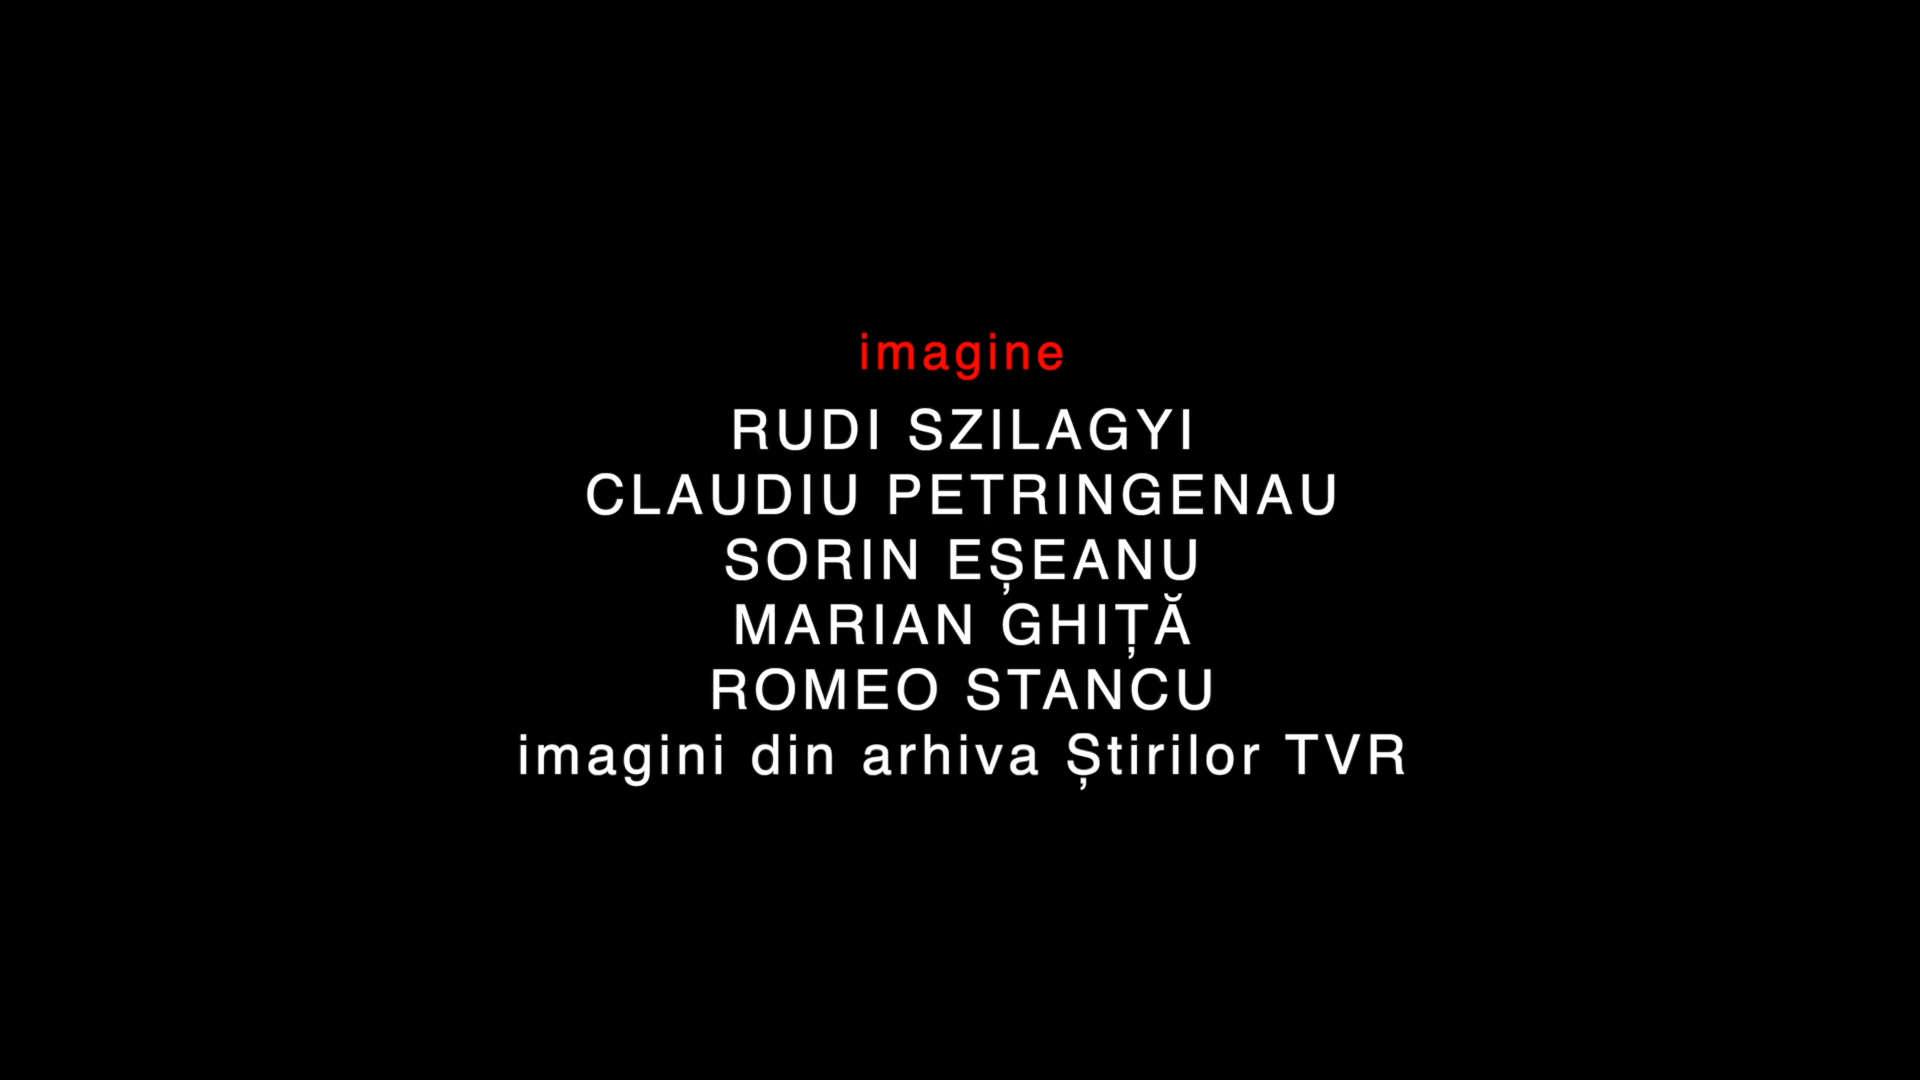 imagine
RUDI SZILAGYI
CLAUDIU PETRINGENAU
SORIN EȘEANU
MARIAN GHIȚĂ
ROMEO STANCU
imagini din arhiva Știrilor TVR